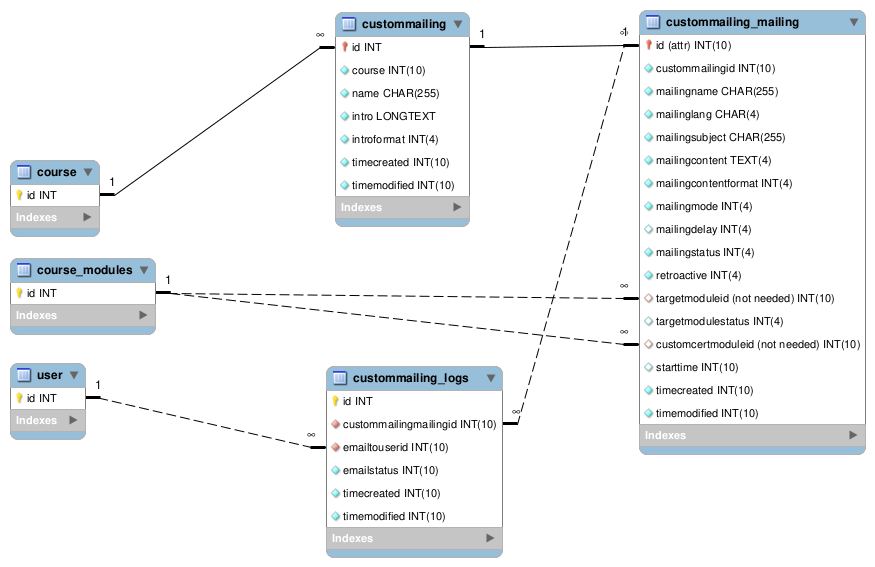 custommailing
id INT
course INT(10)
name CHAR(255)
intro LONGTEXT
introformat INT(4)
timecreated INT(10)
timemodified INT(10)
Indexes
custommailing_mailing
id (attr) INT(10)
custommailingid INT(10)
mailingname CHAR(255)
mailinglang CHAR(4)
mailingsubject CHAR(255)
mailingcontent TEXT(4)
mailingcontentformat INT(4)
mailingmode INT(4)
mailingdelay INT(4)
mailingstatus INT(4)
retroactive INT(4)
targetmoduleid (not needed) INT(10)
targetmodulestatus INT(4)
customcertmoduleid (not needed) INT(10)
starttime INT(10)
timecreated INT(10)
timemodified INT(10)
Indexes
course
id INT
Indexes
course_modules
id INT
Indexes
user
id INT
Indexes
custommailing_logs
id INT
custommailingmailingid INT(10)
emailtouserid INT(10)
emailstatus INT(10)
timecreated INT(10)
timemodified INT(10)
Indexes
1
∞
1
∞
1
1
∞
∞
1
∞
∞